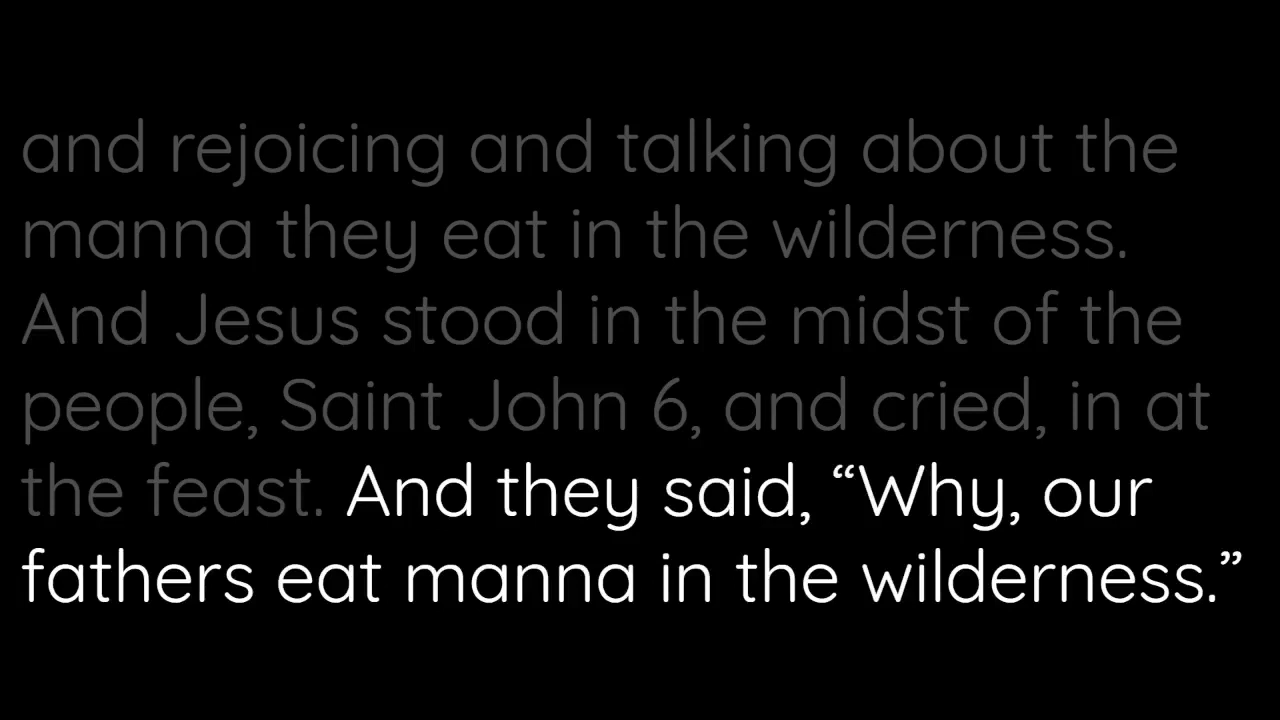 and rejoicing and talking about the
manna they eat in the wilderness.
And Jesus stood in the midst of the
people, Saint John 6, and cried, in at
the feast. And they said, “Why, our
fathers eat manna in the wilderness.”